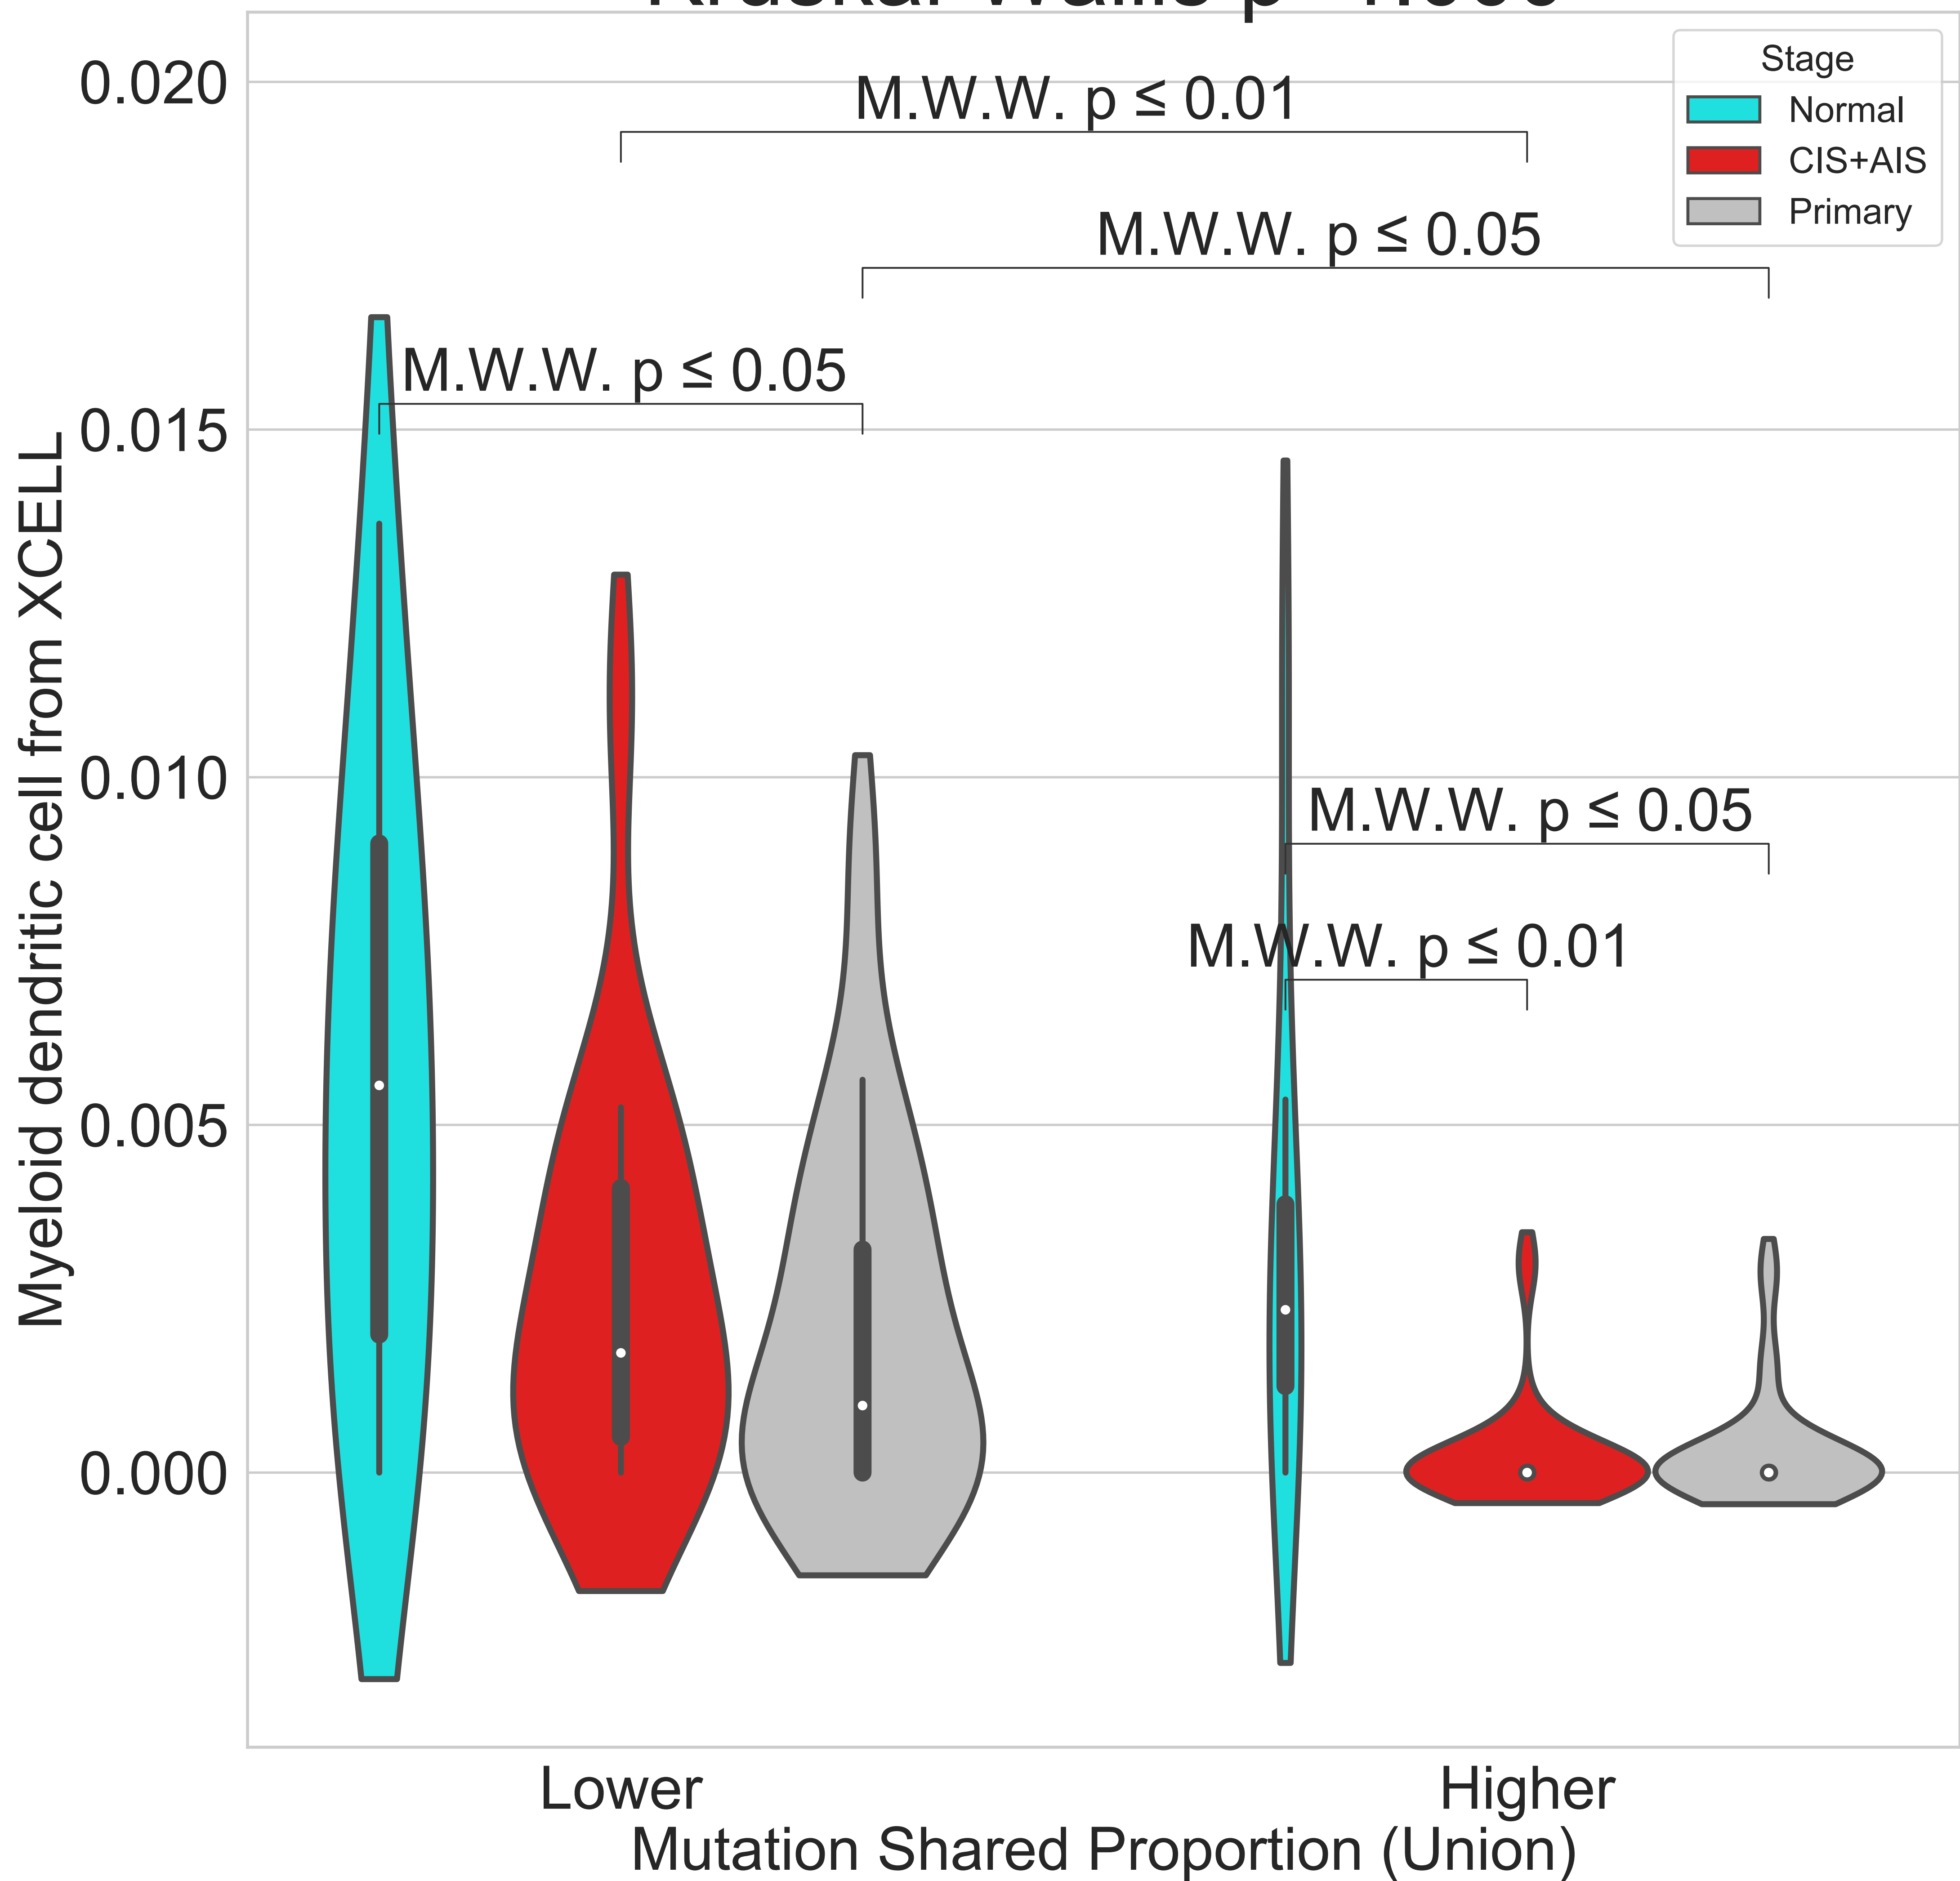 0.020
0.015
0.010
0.005
0.000
Myeloid dendritic cell from XCELL
M.W.W. p ≤ 0.01
M.W.W. p ≤ 0.05
M.W.W. p ≤ 0.05
M.W.W. p ≤ 0.05
M.W.W. p ≤ 0.01
Stage
Normal
CIS+AIS
Primary
Lower
Higher
Mutation Shared Proportion (Union)